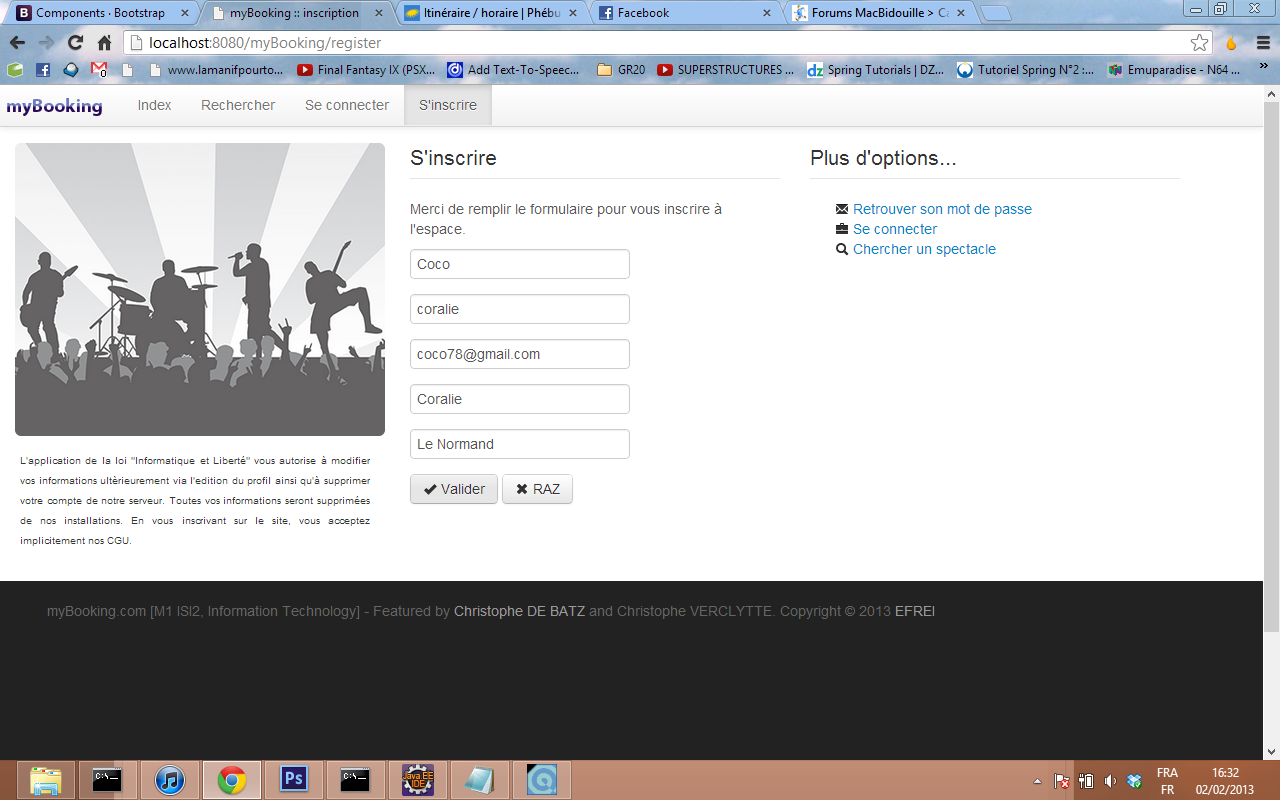 Components · Bootstrap
myBooking :: inscription
Itinéraire / horaire | Phébu
Facebook
Forums MacBidouille > Ca
localhost:8080/myBooking/register
www.lamanifpourto...
Final Fantasy IX (PSX...
Add Text-To-Speec...
GR20
SUPERSTRUCTURES ...
Spring Tutorials | DZ...
Tutoriel Spring N°2 :...
Emuparadise - N64 ...
myBooking
Index
Rechercher
Se connecter
S'inscrire
S'inscrire
Merci de remplir le formulaire pour vous inscrire à
l'espace.
Coco
coralie
coco78@gmail.com
Coralie
Le Normand
Valider
RAZ
Plus d'options...
Retrouver son mot de passe
Se connecter
Chercher un spectacle
L'application de la loi "Informatique et Liberté" vous autorise à modifier
vos informations ultèrieurement via l'edition du profil ainsi qu'à supprimer
votre compte de notre serveur. Toutes vos informations seront supprimées
de nos installations. En vous inscrivant sur le site, vous acceptez
implicitement nos CGU.
myBooking.com [M1 ISI2, Information Technology] - Featured by Christophe DE BATZ and Christophe VERCLYTTE. Copyright © 2013 EFREI
C:\_
Ps
C:\_
Java EE
IDE
FRA
FR
16:32
02/02/2013